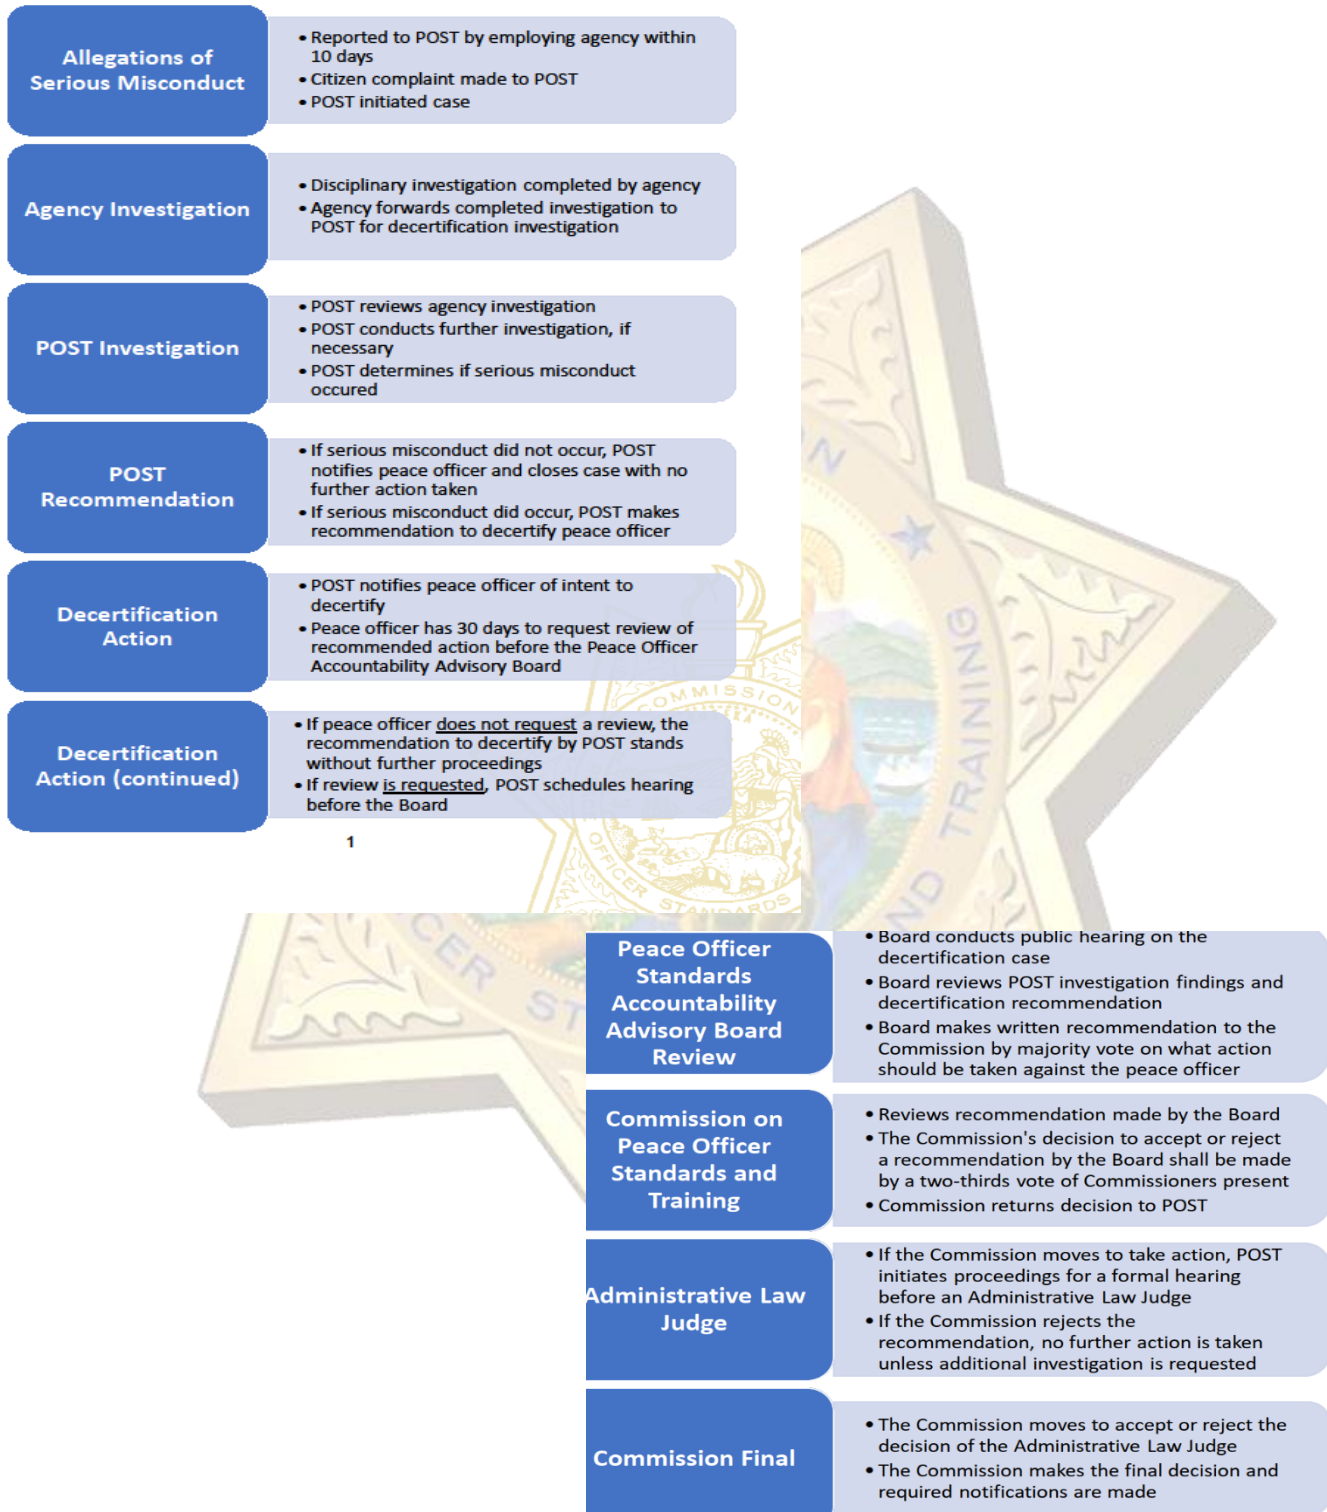 Allegations of
Serious Misconduct
• Reported to POST by employing agency within
10 days
• Citizen complaint made to POST
• POST initiated case
Agency Investigation
• Disciplinary investigation completed by agency
• Agency forwards completed investigation to
POST for decertification investigation
POST Investigation
• POST reviews agency investigation
• POST conducts further investigation, if
necessary
• POST determines if serious misconduct
occured
POST
Recommendation
• If serious misconduct did not occur, POST
notifies peace officer and closes case with no
further action taken
• If serious misconduct did occur, POST makes
recommendation to decertify peace officer
Decertification
Action
• POST notifies peace officer of intent to
decertify
• Peace officer has 30 days to request review of
recommended action before the Peace Officer
Accountability Advisory Board
Decertification
Action (continued)
• If peace officer does not request a review, the
recommendation to decertify by POST stands
without further proceedings
• If review is requested, POST schedules hearing
before the Board
1
COMMISSION
OFFICER STANDARDS
ND TRAINING
CER ST
Peace Officer
Standards
Accountability
Advisory Board
Review
• Board conducts public hearing on the
decertification case
• Board reviews POST investigation findings and
decertification recommendation
• Board makes written recommendation to the
Commission by majority vote on what action
should be taken against the peace officer
Commission on
Peace Officer
Standards and
Training
• Reviews recommendation made by the Board
• The Commission's decision to accept or reject
a recommendation by the Board shall be made
by a two-thirds vote of Commissioners present
• Commission returns decision to POST
Administrative Law
Judge
• If the Commission moves to take action, POST
initiates proceedings for a formal hearing
before an Administrative Law Judge
• If the Commission rejects the
recommendation, no further action is taken
unless additional investigation is requested
Commission Final
• The Commission moves to accept or reject the
decision of the Administrative Law Judge
• The Commission makes the final decision and
required notifications are made